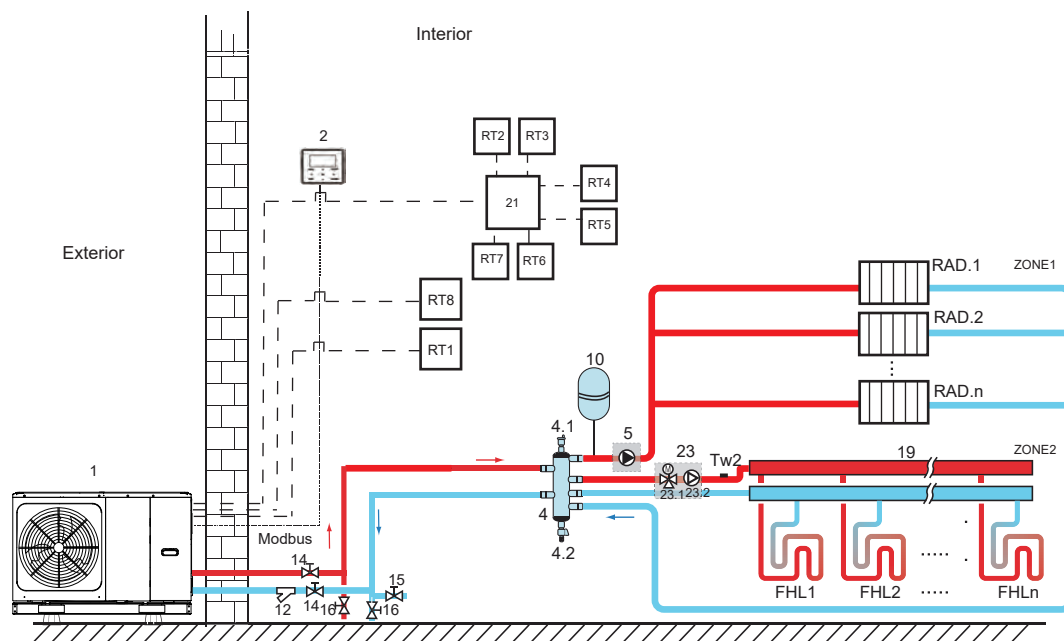 Interior
2
RT2
RT3
RT4
21
RT5
RT7
RT6
Exterior
RAD.1
ZONE1
RT8
RAD.2
RT1
10
RAD.n
4.1
5
23
Tw2
19
ZONE2
M
23.1
23.2
1
4
Modbus
4.2
14
15
12
14
16
16
FHL1
FHL2
FHLn